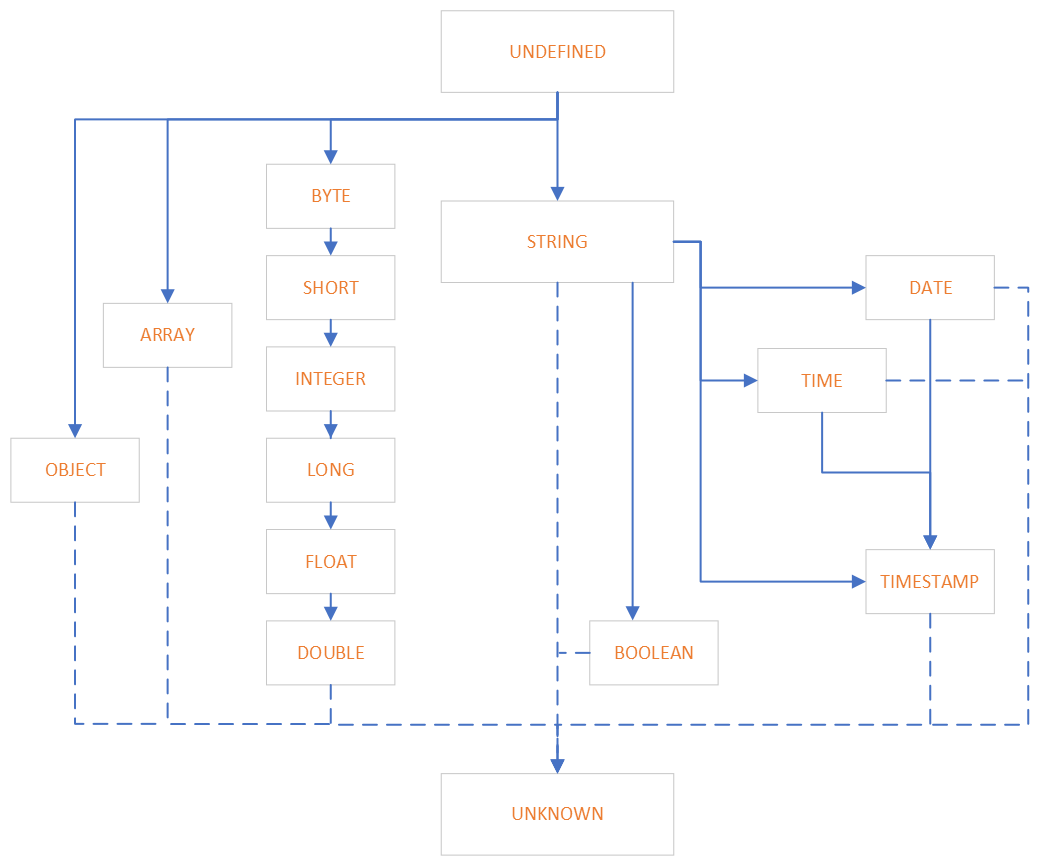 UNDEFINED
BYTE
STRING
SHORT
DATE
ARRAY
INTEGER
TIME
OBJECT
LONG
FLOAT
TIMESTAMP
DOUBLE
BOOLEAN
UNKNOWN